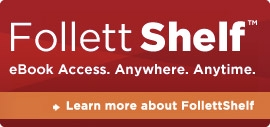 Follett Shelf™
eBook Access. Anywhere. Anytime.
Learn more about FollettShelf